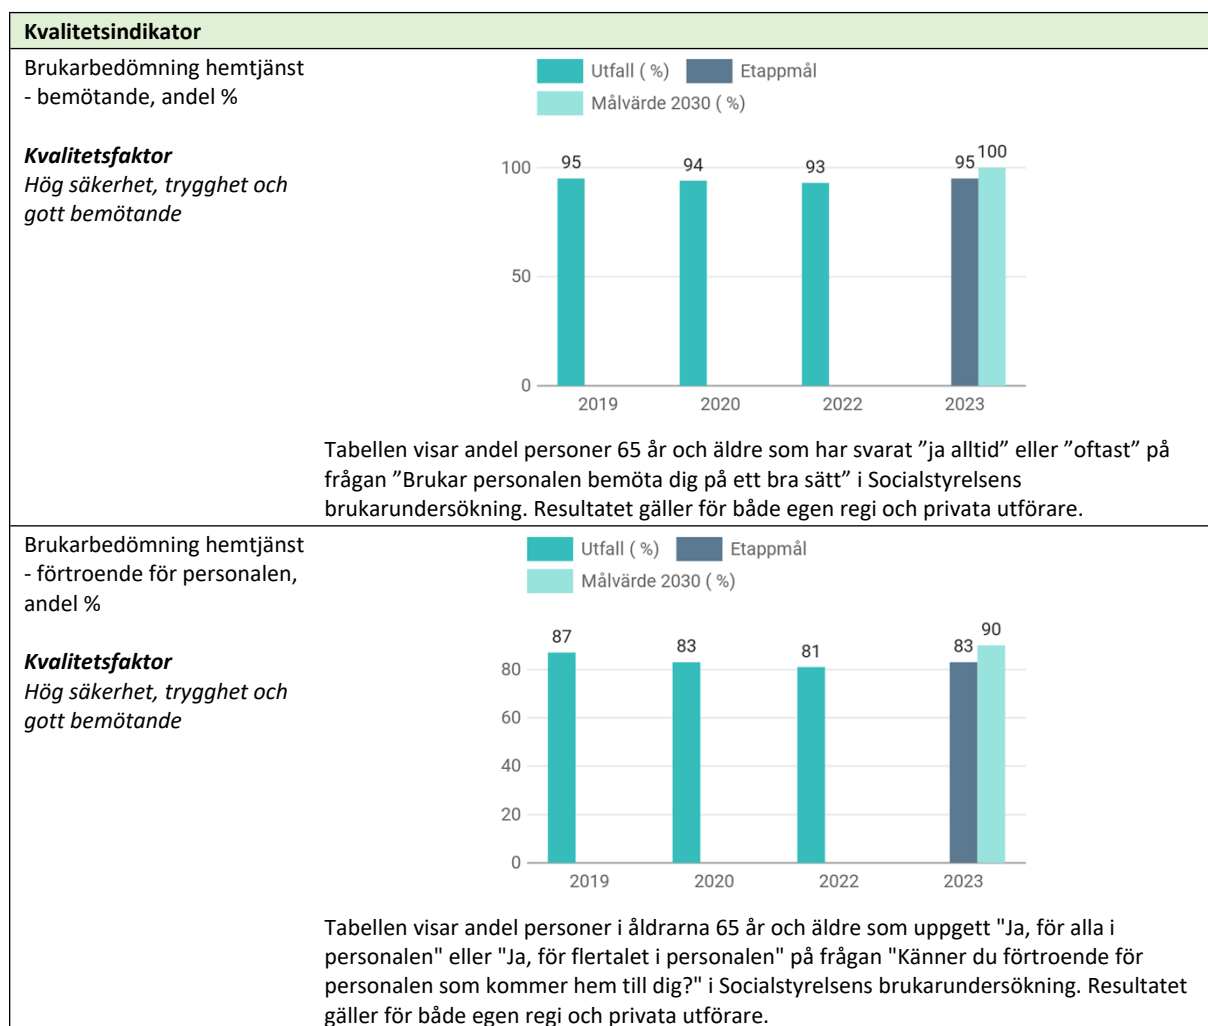 Kvalitetsindikator
Brukarbedömning hemtjänst
- bemötande, andel %
Kvalitetsfaktor
Hög säkerhet, trygghet och
gott bemötande
Utfall ( %) Etappmål
Målvärde 2030 ( %)
100
50
0
95
94
93
95
100
2019 2020 2022 2023
Tabellen visar andel personer 65 år och äldre som har svarat ”ja alltid” eller ”oftast” på
frågan ”Brukar personalen bemöta dig på ett bra sätt” i Socialstyrelsens
brukarundersökning. Resultatet gäller för både egen regi och privata utförare.
Brukarbedömning hemtjänst
- förtroende för personalen,
andel %
Kvalitetsfaktor
Hög säkerhet, trygghet och
gott bemötande
Utfall ( %) Etappmål
Målvärde 2030 ( %)
80
60
40
20
0
87
83
81
83
90
2019 2020 2022 2023
Tabellen visar andel personer i åldrarna 65 år och äldre som uppgett "Ja, för alla i
personalen" eller "Ja, för flertalet i personalen" på frågan "Känner du förtroende för
personalen som kommer hem till dig?" i Socialstyrelsens brukarundersökning. Resultatet
gäller för både egen regi och privata utförare.